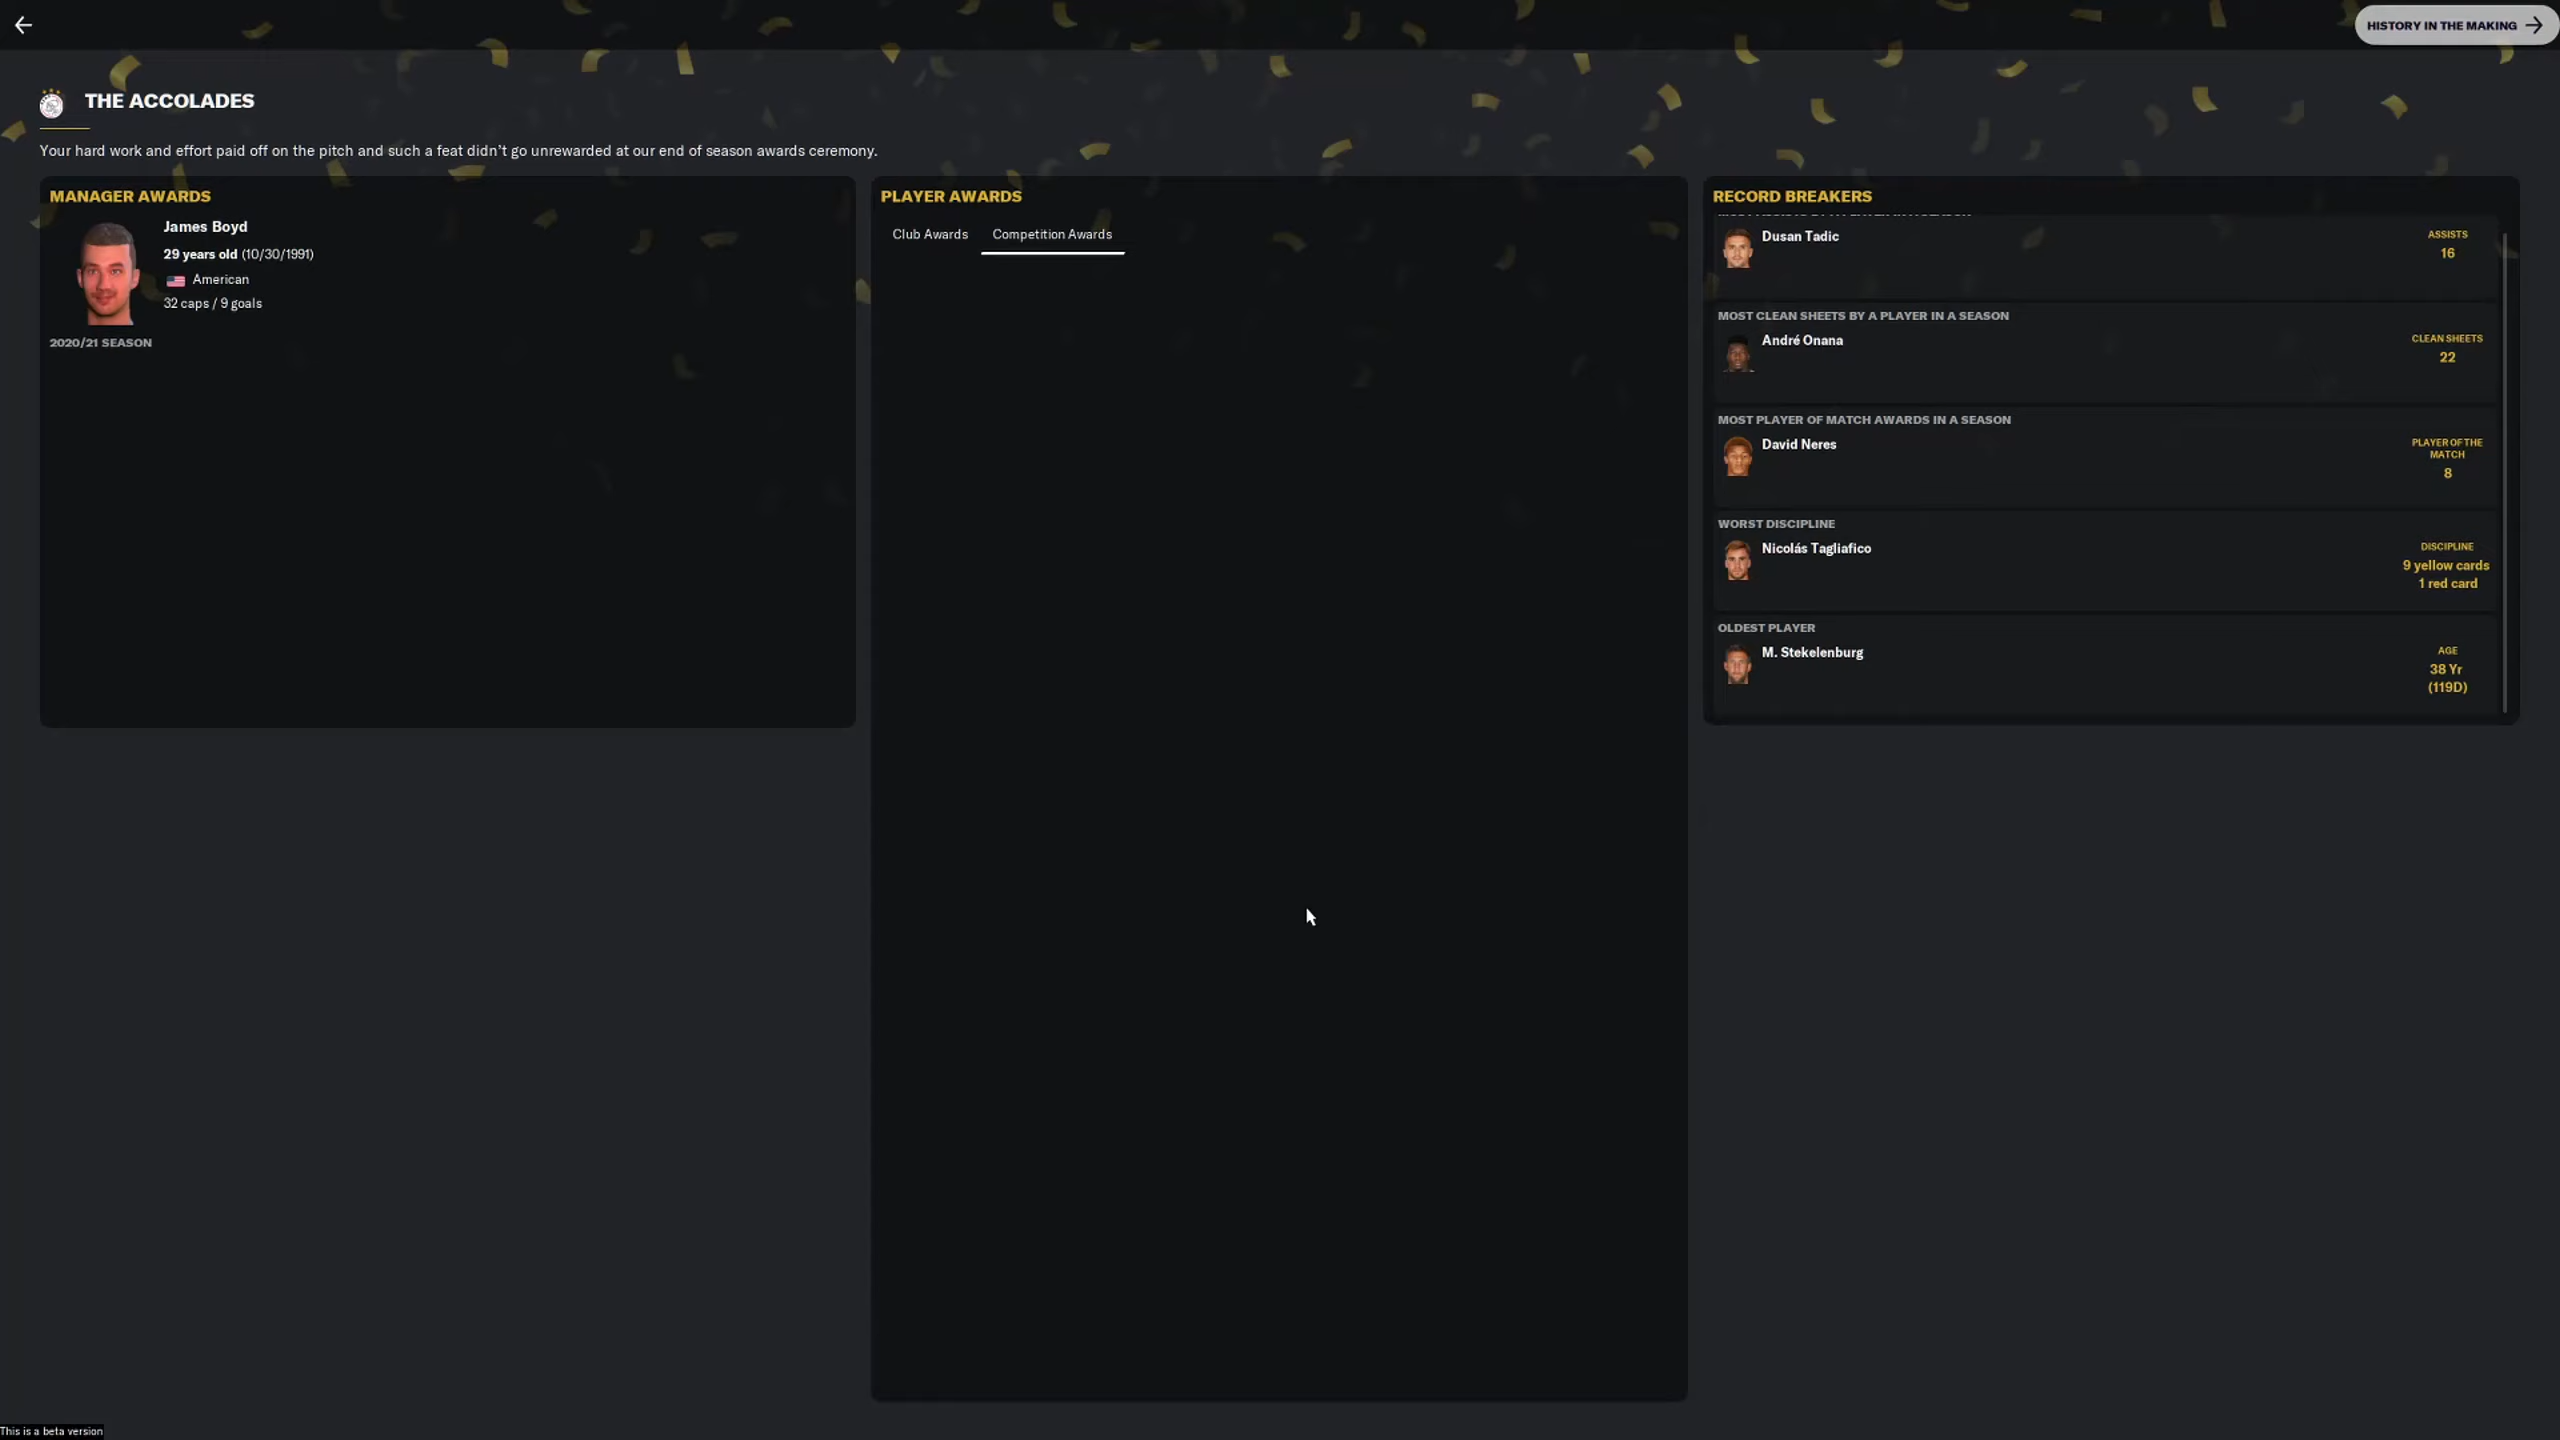 HISTORY IN THE MAKING
THE ACCOLADES
Your hard work and effort paid off on the pitch and such a feat didn't go unrewarded at our end of season awards ceremony.
MANAGER AWARDS
James Boyd
29 years old (10/30/1991)
American
32 caps / 9 goals
2020/21 SEASON
PLAYER AWARDS
Club Awards
Competition Awards
RECORD BREAKERS
Dusan Tadic
ASSISTS
16
MOST CLEAN SHEETS BY A PLAYER IN A SEASON
André Onana
CLEAN SHEETS
22
MOST PLAYER OF MATCH AWARDS IN A SEASON
David Neres
PLAYER OF THE
MATCH
8
WORST DISCIPLINE
Nicolás Tagliafico
DISCIPLINE
9 yellow cards
1 red card
OLDEST PLAYER
M. Stekelenburg
AGE
38 Yr
(119D)
This is a beta version